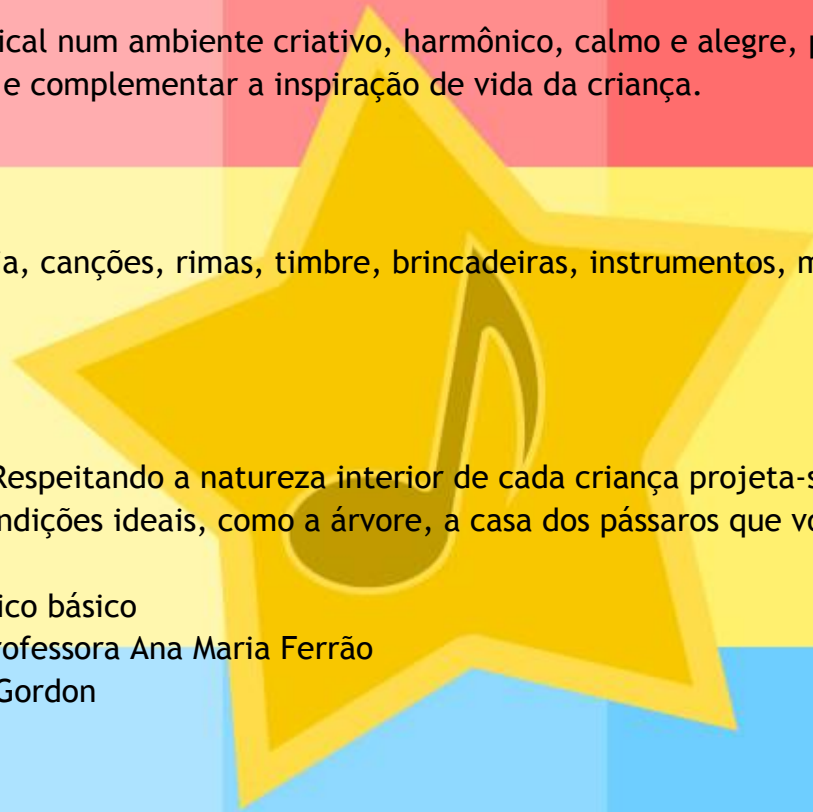 ical num ambiente criativo, harmônico, calmo e alegre,
e complementar a inspiração de vida da criança.
a, canções, rimas, timbre, brincadeiras, instrumentos,
Respeitando a natureza interior de cada criança projeta-s
ndições ideais, como a árvore, a casa dos pássaros que vo
ico básico
rofessora Ana Maria Ferrão
Gordon